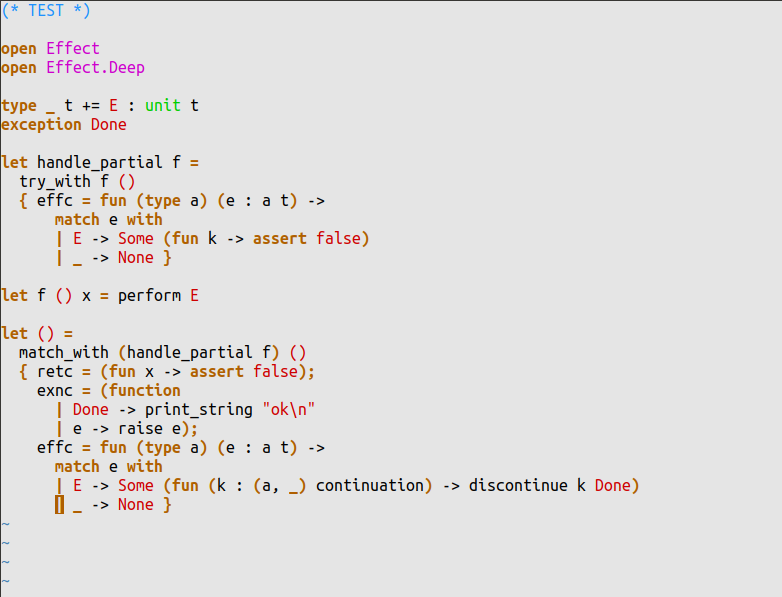 (* TEST *)

open Effect
open Effect.Deep

type _ t += E : unit t
exception Done

let handle_partial f =
  try_with f ()
  { effc = fun (type a) (e : a t) ->
      match e with
      | E -> Some (fun k -> assert false)
      | _ -> None }

let f () x = perform E

let () =
  match_with (handle_partial f) ()
  { retc = (fun x -> assert false);
    exnc = (function
      | Done -> print_string "ok\n"
      | e -> raise e);
    effc = fun (type a) (e : a t) ->
      match e with
      | E -> Some (fun (k : (a, _) continuation) -> discontinue k Done)
      | _ -> None }
~
~
~
~